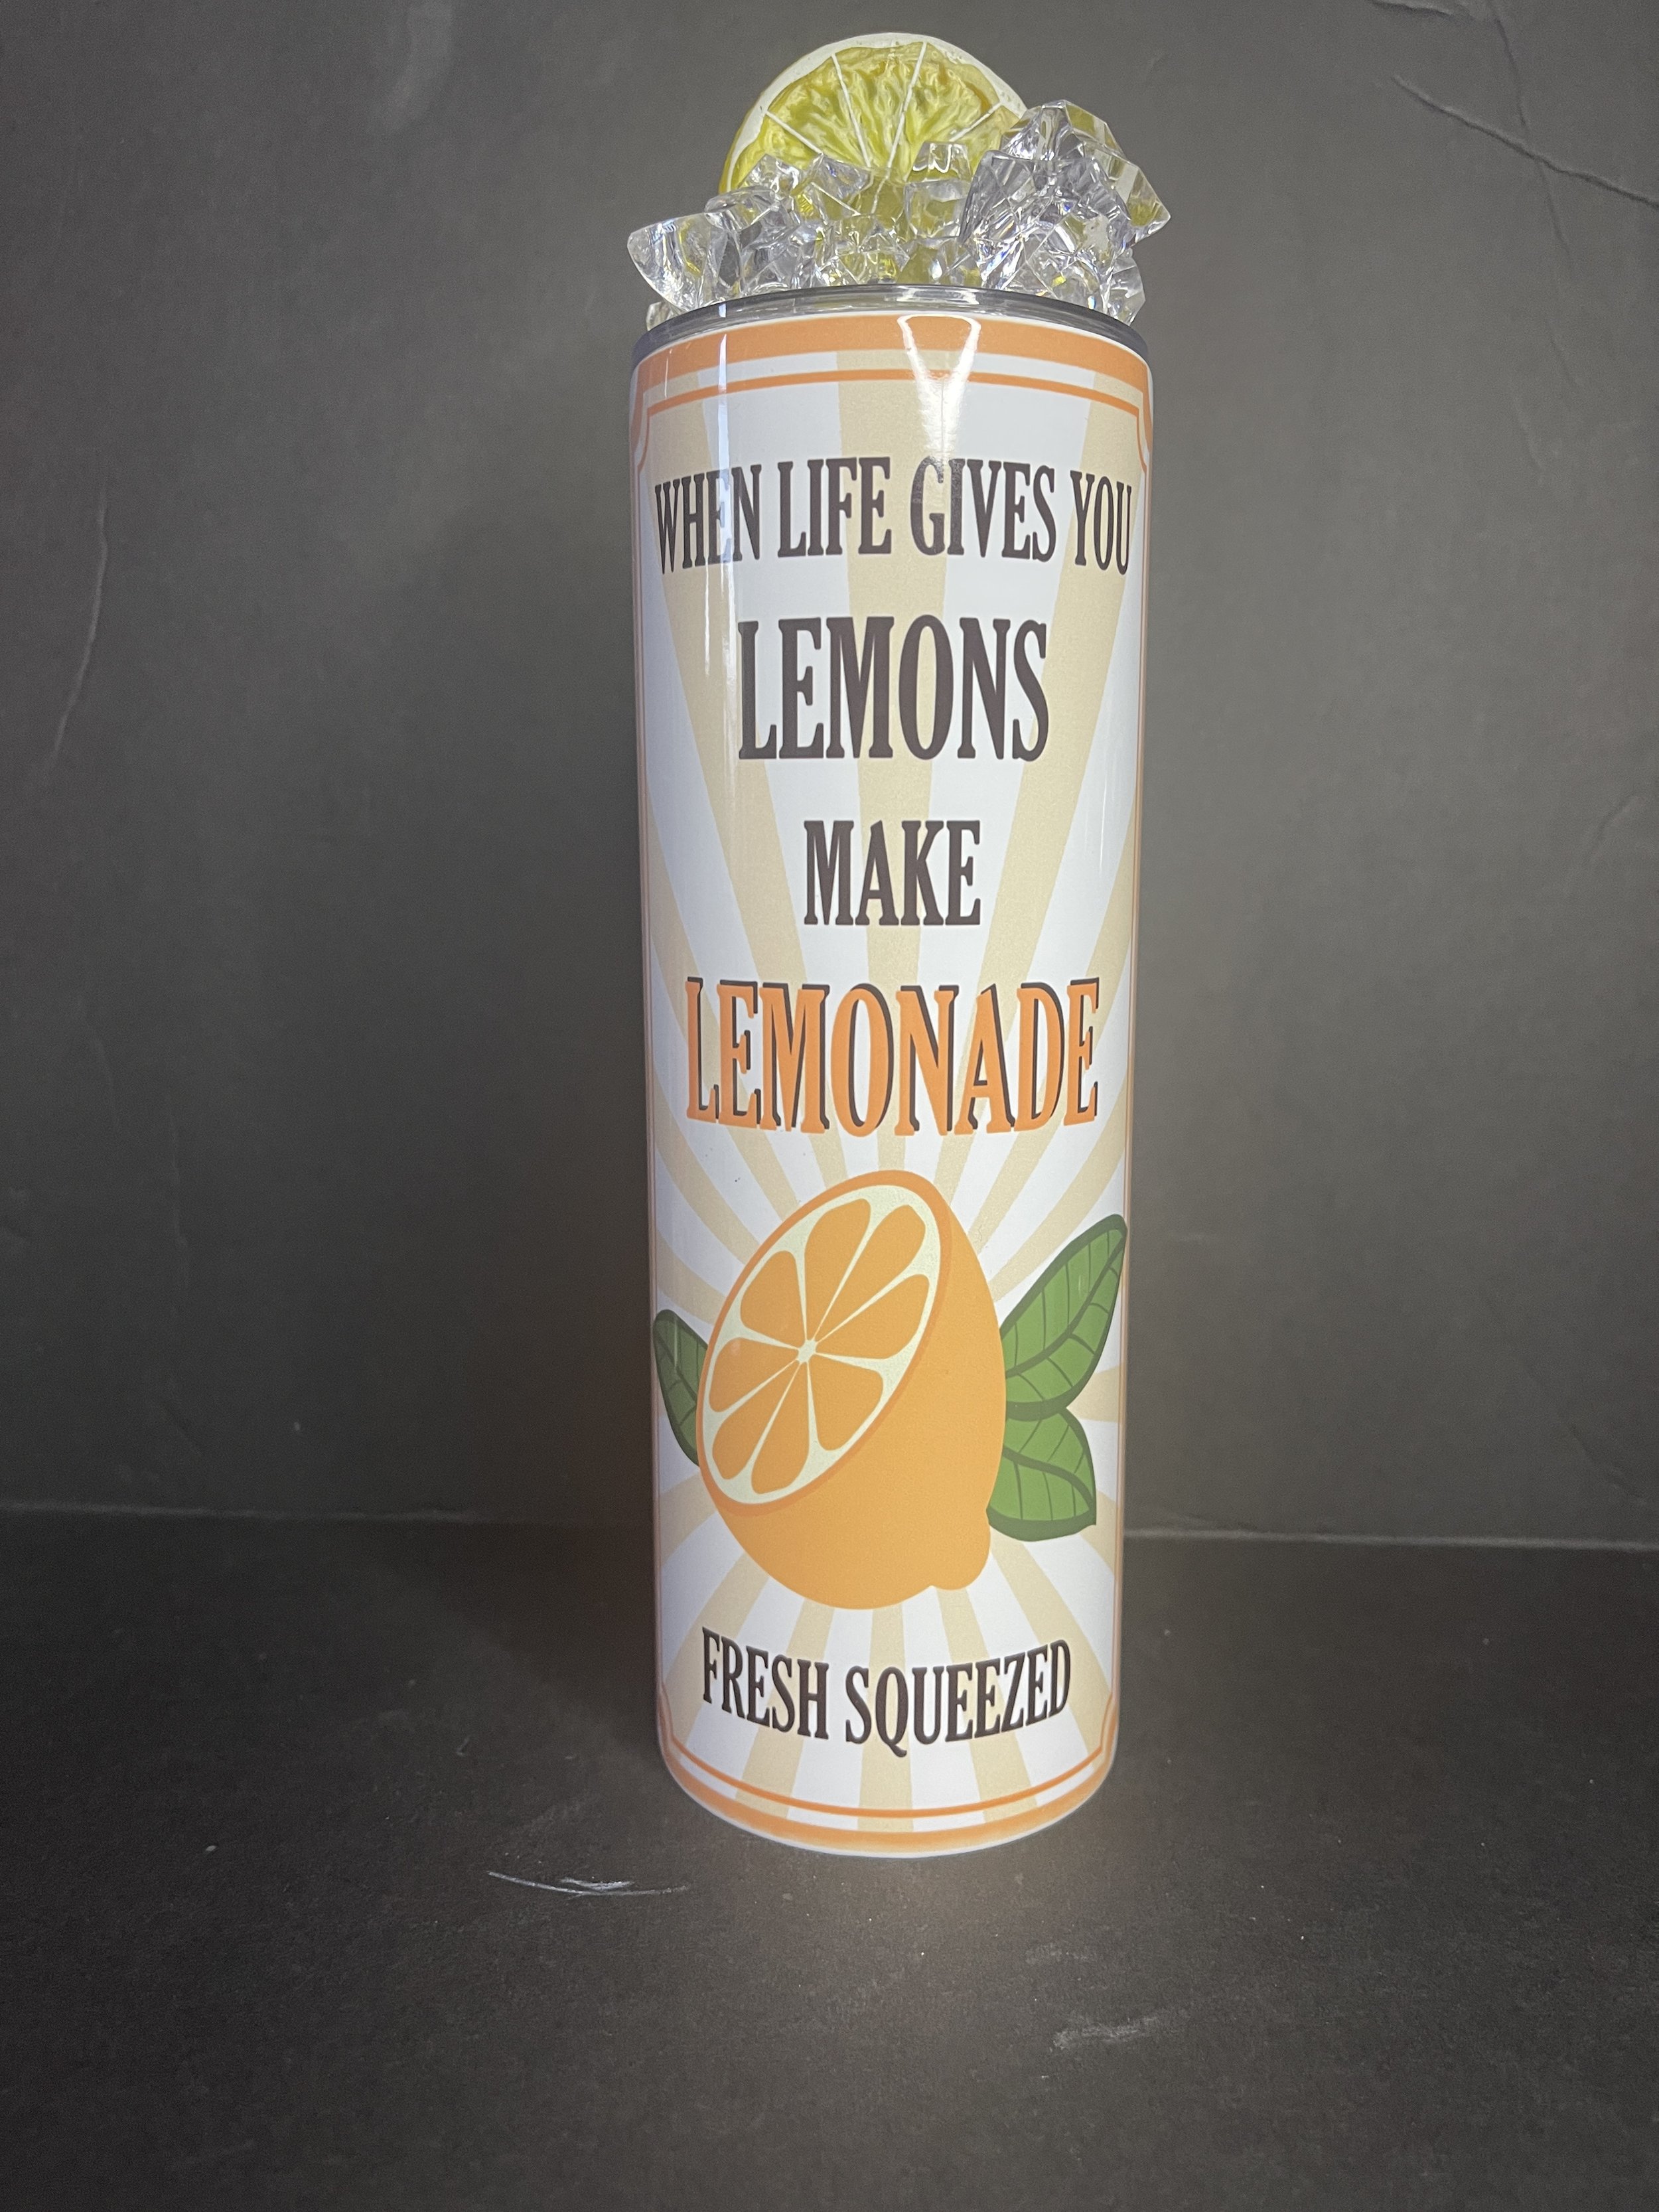 WHEN LIFE GIVES YOU
LEMONS
MAKE
LEMONADE
FRESH SQUEEZED